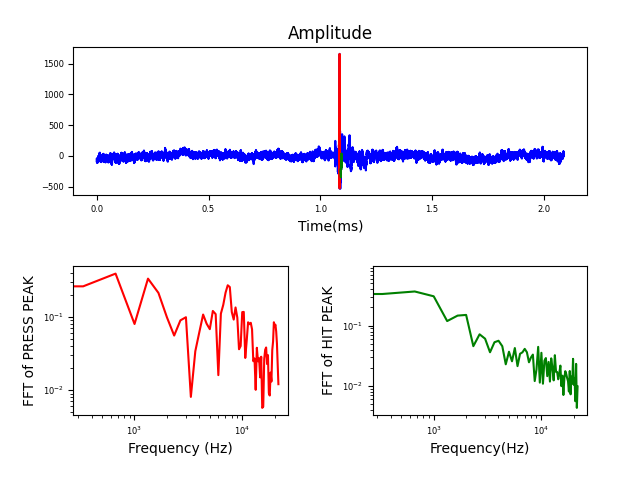 Amplitude
1500
1000
500
0
−500
0.0 0.5 1.0 1.5 2.0
Time(ms)
FFT of PRESS PEAK
10⁻¹
10⁻²
10³ 10⁴
Frequency (Hz)
FFT of HIT PEAK
10⁻¹
10⁻²
10³ 10⁴
Frequency(Hz)